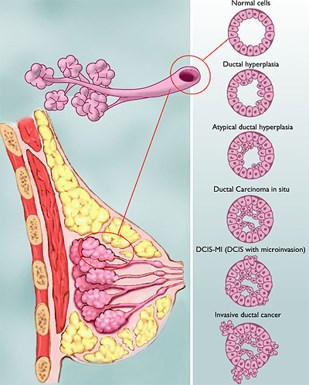 Normal cells
Ductal hyperplasia
Atypical ductal hyperplasia
Ductal Carcinoma in situ
DCIS-MI (DCIS with microinvasion)
Invasive ductal cancer